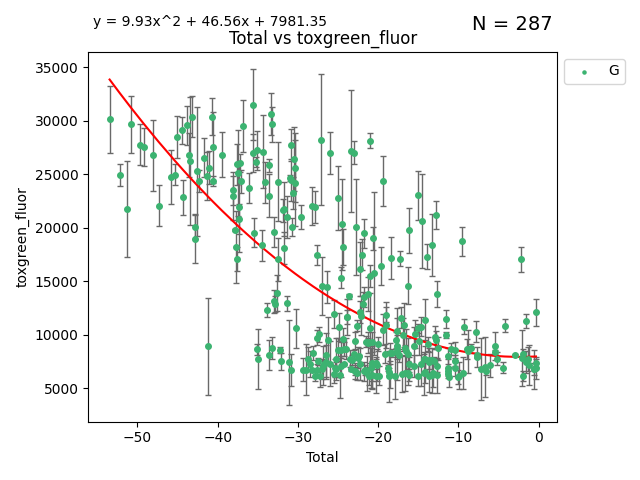 y = 9.93x^2 + 46.56x + 7981.35
N = 287
Total vs toxgreen_fluor
G
toxgreen_fluor
35000
30000
25000
20000
15000
10000
5000
−50
−40
−30
−20
−10
0
Total